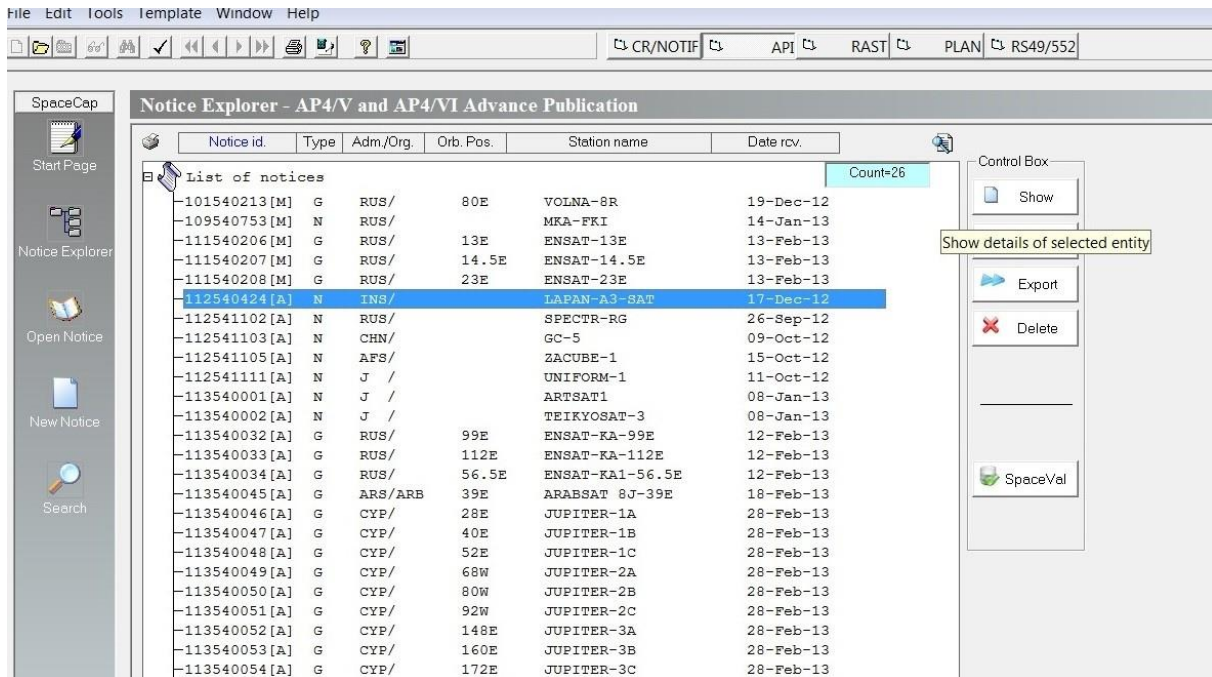 File Edit Tools Template Window Help
CR/NOTIF API RAST PLAN RS49/552
SpaceCap
Start Page
Notice Explorer
Open Notice
New Notice
Search
Notice Explorer - AP4/V and AP4/VI Advance Publication
Notice id. Type Adm./Org. Orb. Pos. Station name Date rcv.
List of notices Count=26
101540213[M] G RUS/ 80E VOLNA-8R 19-Dec-12
109540753[M] N RUS/ MKA-FKI 14-Jan-13
111540206[M] G RUS/ 13E ENSAT-13E 13-Feb-13
111540207[M] G RUS/ 14.5E ENSAT-14.5E 13-Feb-13
111540208[M] G RUS/ 23E ENSAT-23E 13-Feb-13
112540424[A] N INS/ LAPAN-A3-SAT 17-Dec-12
112541102[A] N RUS/ SPECTR-RG 26-Sep-12
112541103[A] N CHN/ GC-5 09-Oct-12
112541105[A] N AFS/ ZACUBE-1 15-Oct-12
112541111[A] N J / UNIFORM-1 11-Oct-12
113540001[A] N J / ARTSAT1 08-Jan-13
113540002[A] N J / TEIKYOSAT-3 08-Jan-13
113540032[A] G RUS/ 99E ENSAT-KA-99E 12-Feb-13
113540033[A] G RUS/ 112E ENSAT-KA-112E 12-Feb-13
113540034[A] G RUS/ 56.5E ENSAT-KA1-56.5E 12-Feb-13
113540045[A] G ARS/ARB 39E ARABSAT 8J-39E 18-Feb-13
113540046[A] G CYP/ 28E JUPITER-1A 28-Feb-13
113540047[A] G CYP/ 40E JUPITER-1B 28-Feb-13
113540048[A] G CYP/ 52E JUPITER-1C 28-Feb-13
113540049[A] G CYP/ 68W JUPITER-2A 28-Feb-13
113540050[A] G CYP/ 80W JUPITER-2B 28-Feb-13
113540051[A] G CYP/ 92W JUPITER-2C 28-Feb-13
113540052[A] G CYP/ 148E JUPITER-3A 28-Feb-13
113540053[A] G CYP/ 160E JUPITER-3B 28-Feb-13
113540054[A] G CYP/ 172E JUPITER-3C 28-Feb-13
Control Box
Show
Show details of selected entity
Export
Delete
SpaceVal